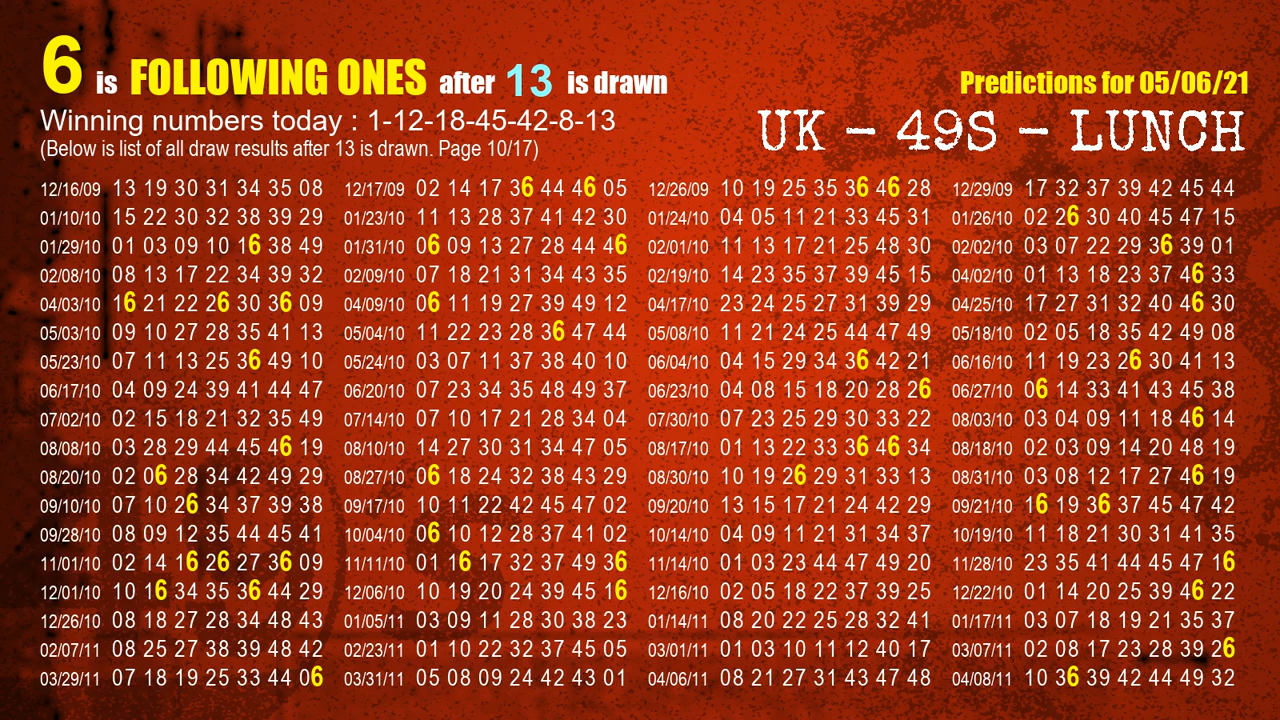 6 is FOLLOWING ONES after 13 is drawn
Predictions for 05/06/21
Winning numbers today : 1-12-18-45-42-8-13
UK - 49S - LUNCH
(Below is list of all draw results after 13 is drawn. Page 10/17)
12/16/09 13 19 30 31 34 35 08 12/17/09 02 14 17 36 44 46 05 12/26/09 10 19 25 35 36 46 28 12/29/09 17 32 37 39 42 45 44
01/10/10 15 22 30 32 38 39 29 01/23/10 11 13 28 37 41 42 30 01/24/10 04 05 11 21 33 45 31 01/26/10 02 26 30 40 45 47 15
01/29/10 01 03 09 10 16 38 49 01/31/10 06 09 13 27 28 44 46 02/01/10 11 13 17 21 25 48 30 02/02/10 03 07 22 29 36 39 01
02/08/10 08 13 17 22 34 39 32 02/09/10 07 18 21 31 34 43 35 02/19/10 14 23 35 37 39 45 15 04/02/10 01 13 18 23 37 46 33
04/03/10 16 21 22 26 30 36 09 04/09/10 06 11 19 27 39 49 12 04/17/10 23 24 25 27 31 39 29 04/25/10 17 27 31 32 40 46 30
05/03/10 09 10 27 28 35 41 13 05/04/10 11 22 23 28 36 47 44 05/08/10 11 21 24 25 44 47 49 05/18/10 02 05 18 35 42 49 08
05/23/10 07 11 13 25 36 49 10 05/24/10 03 07 11 37 38 40 10 06/04/10 04 15 29 34 36 42 21 06/16/10 11 19 23 26 30 41 13
06/17/10 04 09 24 39 41 44 47 06/20/10 07 23 34 35 48 49 37 06/23/10 04 08 15 18 20 28 26 06/27/10 06 14 33 41 43 45 38
07/02/10 02 15 18 21 32 35 49 07/14/10 07 10 17 21 28 34 04 07/30/10 07 23 25 29 30 33 22 08/03/10 03 04 09 11 18 46 14
08/08/10 03 28 29 44 45 46 19 08/10/10 14 27 30 31 34 47 05 08/17/10 01 13 22 33 36 46 34 08/18/10 02 03 09 14 20 48 19
08/20/10 02 06 28 34 42 49 29 08/27/10 06 18 24 32 38 43 29 08/30/10 10 19 26 29 31 33 13 08/31/10 03 08 12 17 27 46 19
09/10/10 07 10 26 34 37 39 38 09/17/10 10 11 22 42 45 47 02 09/20/10 13 15 17 21 24 42 29 09/21/10 16 19 36 37 45 47 42
09/28/10 08 09 12 35 44 45 41 10/04/10 06 10 12 28 37 41 02 10/14/10 04 09 11 21 31 34 37 10/19/10 11 18 21 30 31 41 35
11/01/10 02 14 16 26 27 36 09 11/11/10 01 16 17 32 37 49 36 11/14/10 01 03 23 44 47 49 20 11/28/10 23 35 41 44 45 47 16
12/01/10 10 16 34 35 36 44 29 12/06/10 10 19 20 24 39 45 16 12/16/10 02 05 18 22 37 39 25 12/22/10 01 14 20 25 39 46 22
12/26/10 08 18 27 28 34 48 43 01/05/11 03 09 11 28 30 38 23 01/14/11 08 20 22 25 28 32 41 01/17/11 03 07 18 19 21 35 37
02/07/11 08 25 27 38 39 48 42 02/23/11 01 10 22 32 37 45 05 03/01/11 01 03 10 11 12 40 17 03/07/11 02 08 17 23 28 39 26
03/29/11 07 18 19 25 33 44 06 03/31/11 05 08 09 24 42 43 01 04/06/11 08 21 27 31 43 47 48 04/08/11 10 36 39 42 44 49 32